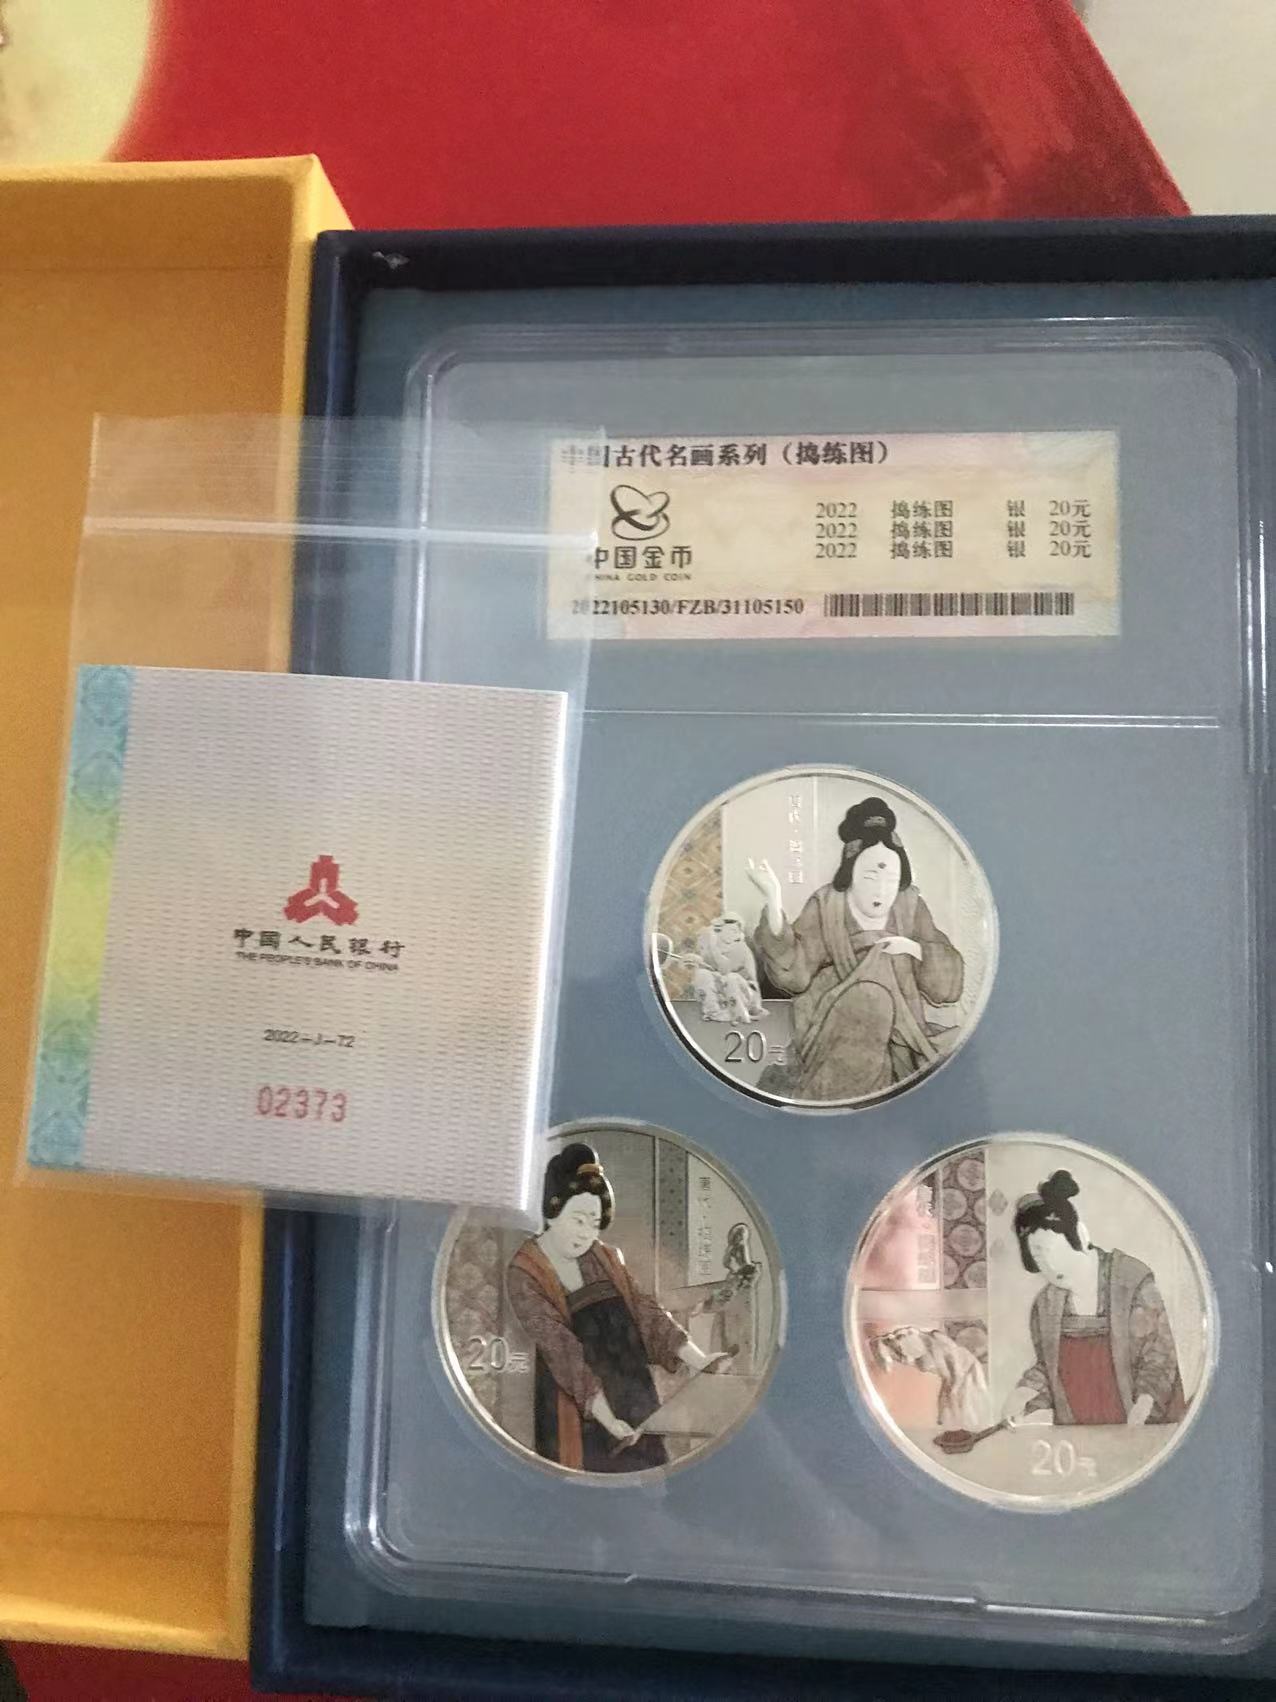 中国古代名画系列（捣练图）
2022 捣练图 银 20元
2022 捣练图 银 20元
2022 捣练图 银 20元
中国金币
CHINA GOLD COIN
2022105130/FZB/31105150
中国人民银行
THE PEOPLE'S BANK OF CHINA
2022-J-72
02373
20元
20元
20元